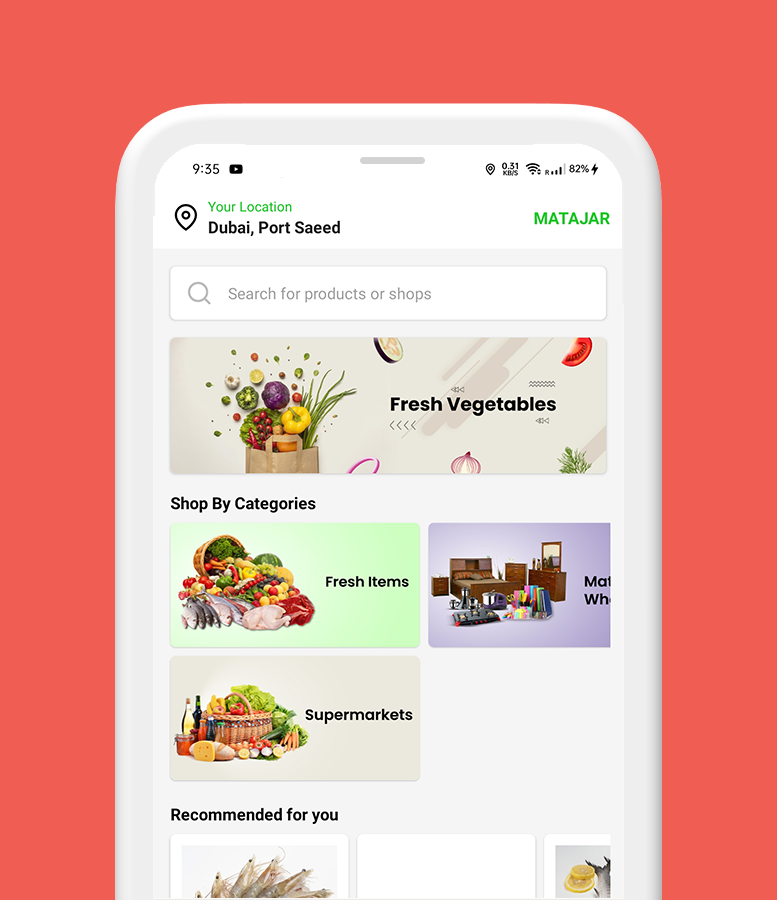 9:35
0.31
KB/S
R
82%
Your Location
Dubai, Port Saeed
MATAJAR
Search for products or shops
Fresh Vegetables
Shop By Categories
Fresh Items
Mat
Who
Supermarkets
Recommended for you